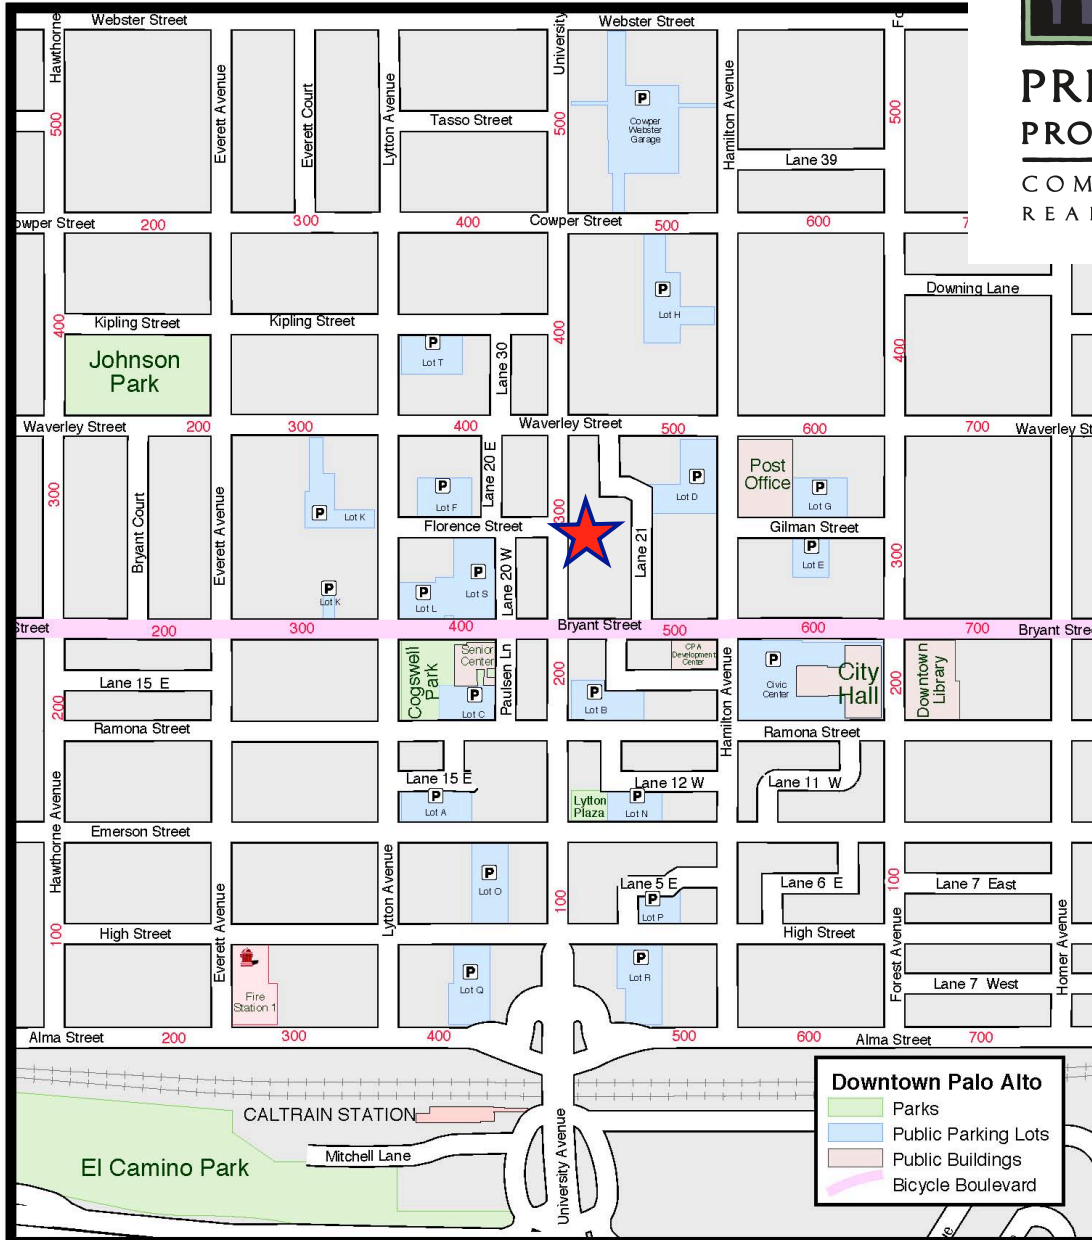 Webster Street
Webster Street
Hawthorne
University
PRO
COM
Everett Avenue
Everett Court
Lytton Avenue
Hamilton Avenue
500
500
500
P
Cowper
Webster
Garage
Tasso Street
Lane 39
Cowper Street
200
300
400
500
600
P
Lot H
Downing Lane
400
400
400
Kipling Street
Kipling Street
Johnson
Park
P
Lot T
Lane 30
Waverley Street
200
300
400
Waverley Street
500
600
700
300
Bryant Court
Everett Avenue
P
Lot K
P
Lot K
P
Lot F
Lane 20 E
Florence Street
300
P
Lot D
Post
Office
P
Lot G
Gilman Street
P
Lot E
300
Lane 21
P
Lot L
P
Lot S
Lane 20 W
Street
200
300
400
Bryant Street
500
600
700
Lane 15 E
200
Cogswell
Park
Senior
Center
P
Lot C
Paulsen Ln
200
P
Lot B
CPA
Development
Center
Hamilton Avenue
P
Civic
Center
City
Hall
200
Downtown
Library
Ramona Street
Ramona Street
Hawthorne Avenue
Lane 15 E
P
Lot A
Lane 12 W
Lytton
Plaza
P
Lot N
Lane 11 W
Emerson Street
Lytton Avenue
P
Lot O
100
Lane 5 E
P
Lot P
Lane 6 E
100
Lane 7 East
100
High Street
High Street
Everett Avenue
Forest Avenue
Homer Avenue
Fire
Station 1
P
Lot Q
P
Lot R
Lane 7 West
Alma Street
200
300
400
500
600
Alma Street
700
CALTRAIN STATION
Mitchell Lane
El Camino Park
University Avenue
Downtown Palo Alto
Parks
Public Parking Lots
Public Buildings
Bicycle Boulevard